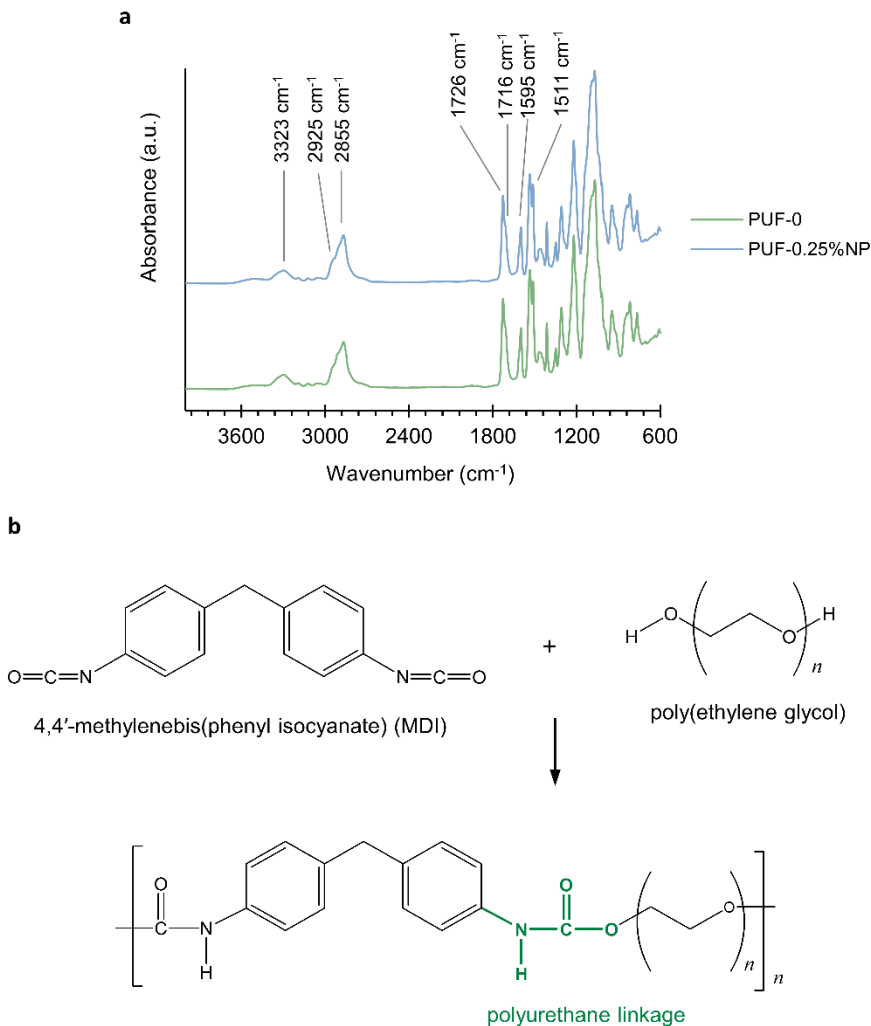 a
3323 cm⁻¹
2925 cm⁻¹
2855 cm⁻¹
1726 cm⁻¹
1716 cm⁻¹
1595 cm⁻¹
1511 cm⁻¹
Absorbance (a.u.)
PUF-0
PUF-0.25%NP
3600 3000 2400 1800 1200 600
Wavenumber (cm⁻¹)
b
O=C=N
N=C=O
4,4′-methylenebis(phenyl isocyanate) (MDI)
+
H O O H n
poly(ethylene glycol)
O O
C N N C O O n n
H H
polyurethane linkage